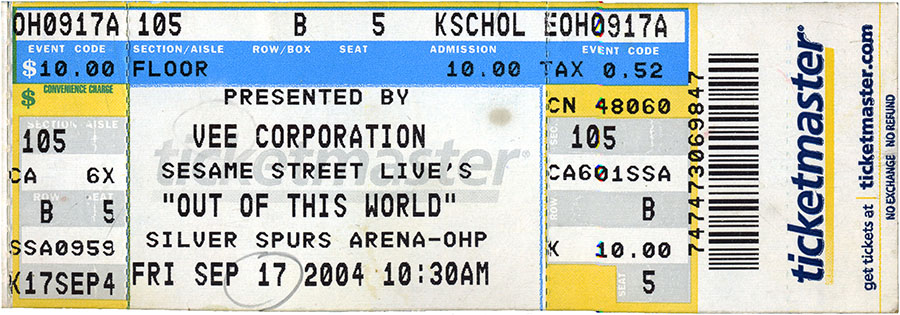 OH0917A 105 B 5 KSCHOL EOH0917A
EVENT CODE SECTION/AISLE ROW/BOX SEAT ADMISSION EVENT CODE
$10.00 FLOOR 10.00 TAX 0.52
$ CONVENIENCE CHARGE
SECTION AISLE
105
CA 6X
B 5
SSA0959
K17SEP4
PRESENTED BY
VEE CORPORATION
ticketmaster®
SESAME STREET LIVE'S
"OUT OF THIS WORLD"
SILVER SPURS ARENA-OHP
FRI SEP 17 2004 10:30AM
CN 48060
105
CA601SSA
ROW
B
K 10.00
SEAT
5
747473069847
ticketmaster
get tickets at ticketmaster.com
NO EXCHANGE NO REFUND